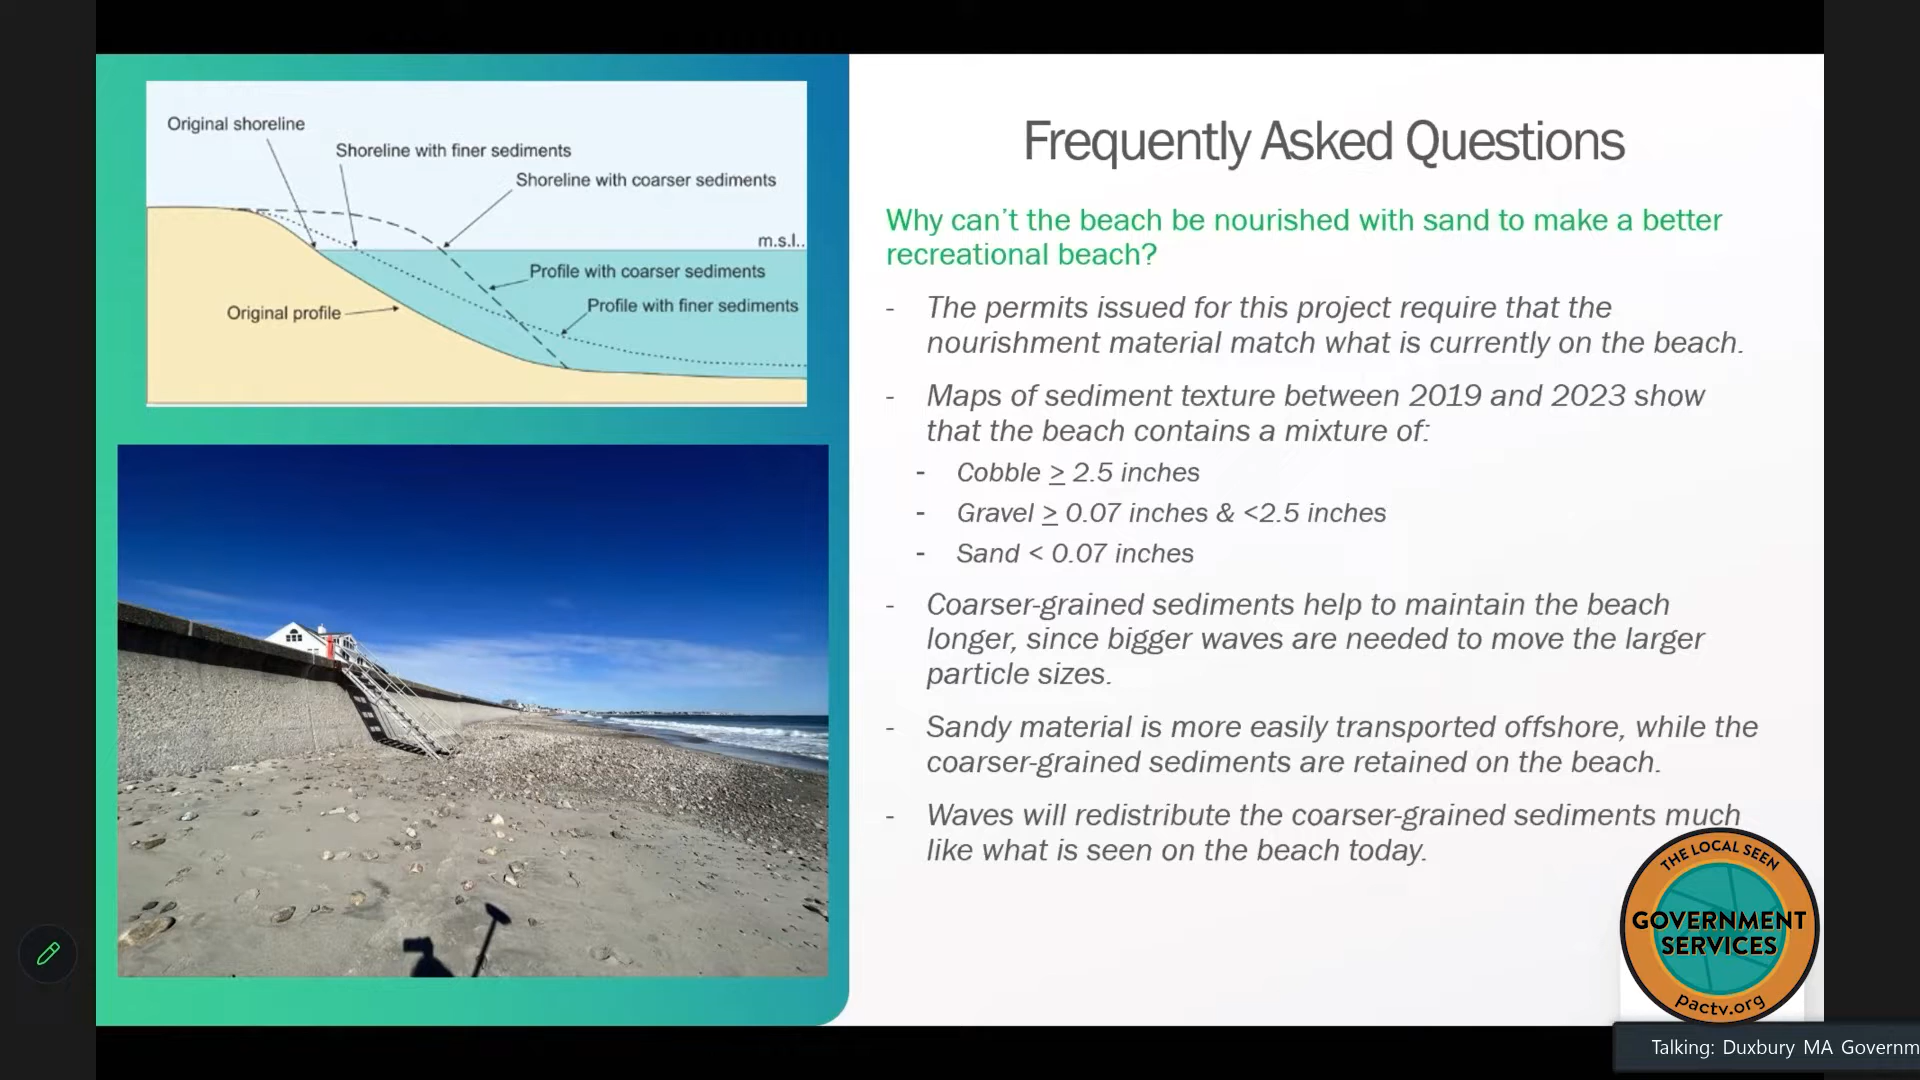 Original shoreline
Shoreline with finer sediments
Shoreline with coarser sediments
m.s.l..
Profile with coarser sediments
Profile with finer sediments
Original profile
Frequently Asked Questions
Why can't the beach be nourished with sand to make a better
recreational beach?
- The permits issued for this project require that the
nourishment material match what is currently on the beach.
- Maps of sediment texture between 2019 and 2023 show
that the beach contains a mixture of:
- Cobble ≥ 2.5 inches
- Gravel ≥ 0.07 inches & <2.5 inches
- Sand < 0.07 inches
- Coarser-grained sediments help to maintain the beach
longer, since bigger waves are needed to move the larger
particle sizes.
- Sandy material is more easily transported offshore, while the
coarser-grained sediments are retained on the beach.
- Waves will redistribute the coarser-grained sediments much
like what is seen on the beach today.
THE LOCAL SEEN
GOVERNMENT
SERVICES
pactv.org
Talking: Duxbury MA Governm